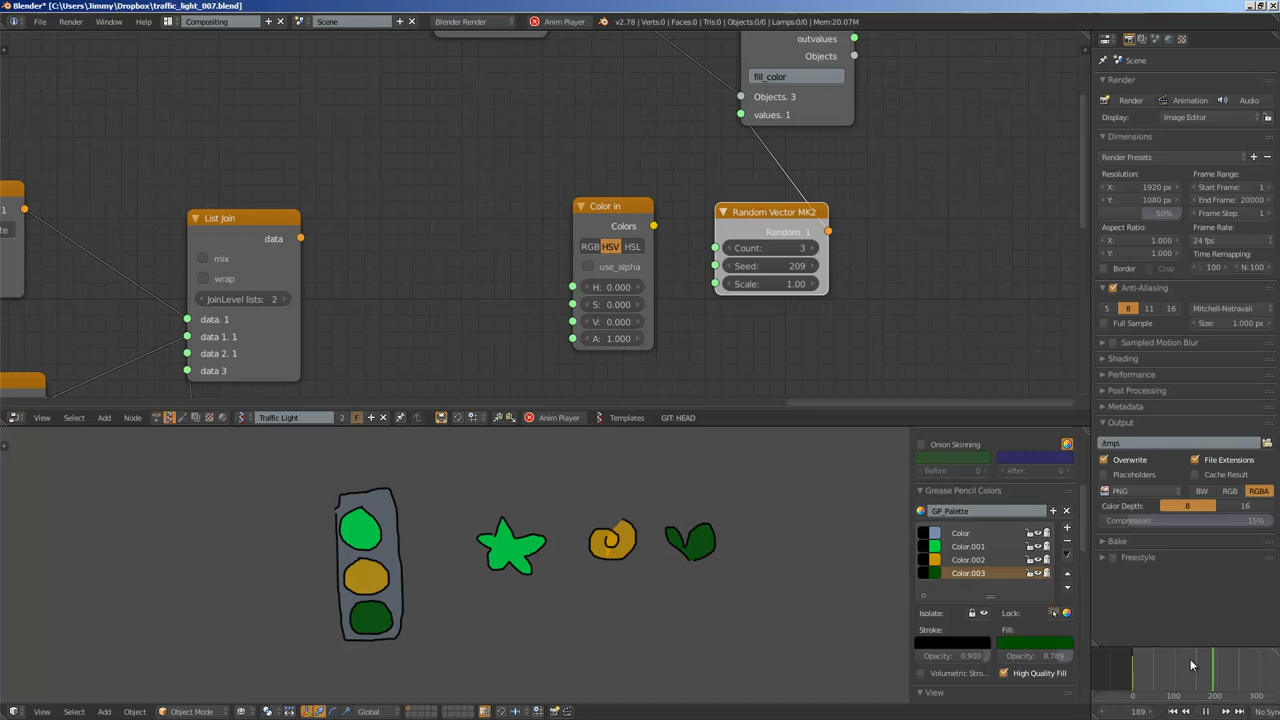 Blender* [C:\Users\Jimmy\Dropbox\traffic_light_007.blend]
File Render Window Help Compositing Scene Blender Render Anim Player v2.78 | Verts:0 | Faces:0 | Tris:0 | Objects:0/0 | Lamps:0/0 | Mem:20.07M
outvalues
Objects
fill_color
Objects. 3
values. 1
List Join
data
mix
wrap
JoinLevel lists: 2
data. 1
data 1. 1
data 2. 1
data 3
1
Color in
Colors
RGB HSV HSL
use_alpha
H: 0.000
S: 0.000
V: 0.000
A: 1.000
Random Vector MK2
Random. 1
Count: 3
Seed: 209
Scale: 1.00
View Select Add Node Traffic Light 2 F Anim Player Templates GIT: HEAD
Onion Skinning
Before: 0 After: 0
Grease Pencil Colors
GP_Palette
Color
Color.001
Color.002
Color.003
Isolate: Lock:
Stroke: Fill:
Opacity: 0.900 Opacity: 0.789
Volumetric Stro... High Quality Fill
View
View Select Add Object Object Mode Global
Scene
Render
Render Animation Audio
Display: Image Editor
Dimensions
Render Presets
Resolution: Frame Range:
X: 1920 px Start Frame: 1
Y: 1080 px End Frame: 20000
50% Frame Step: 1
Aspect Ratio: Frame Rate:
X: 1.000 24 fps
Y: 1.000 Time Remapping:
Border Crop : 100 N: 100
Anti-Aliasing
5 8 11 16 Mitchell-Netravali
Full Sample Size: 1.000 px
Sampled Motion Blur
Shading
Performance
Post Processing
Metadata
Output
/tmp\
Overwrite File Extensions
Placeholders Cache Result
PNG BW RGB RGBA
Color Depth: 8 16
Compression: 15%
Bake
Freestyle
0 100 200 300
189 No Sync